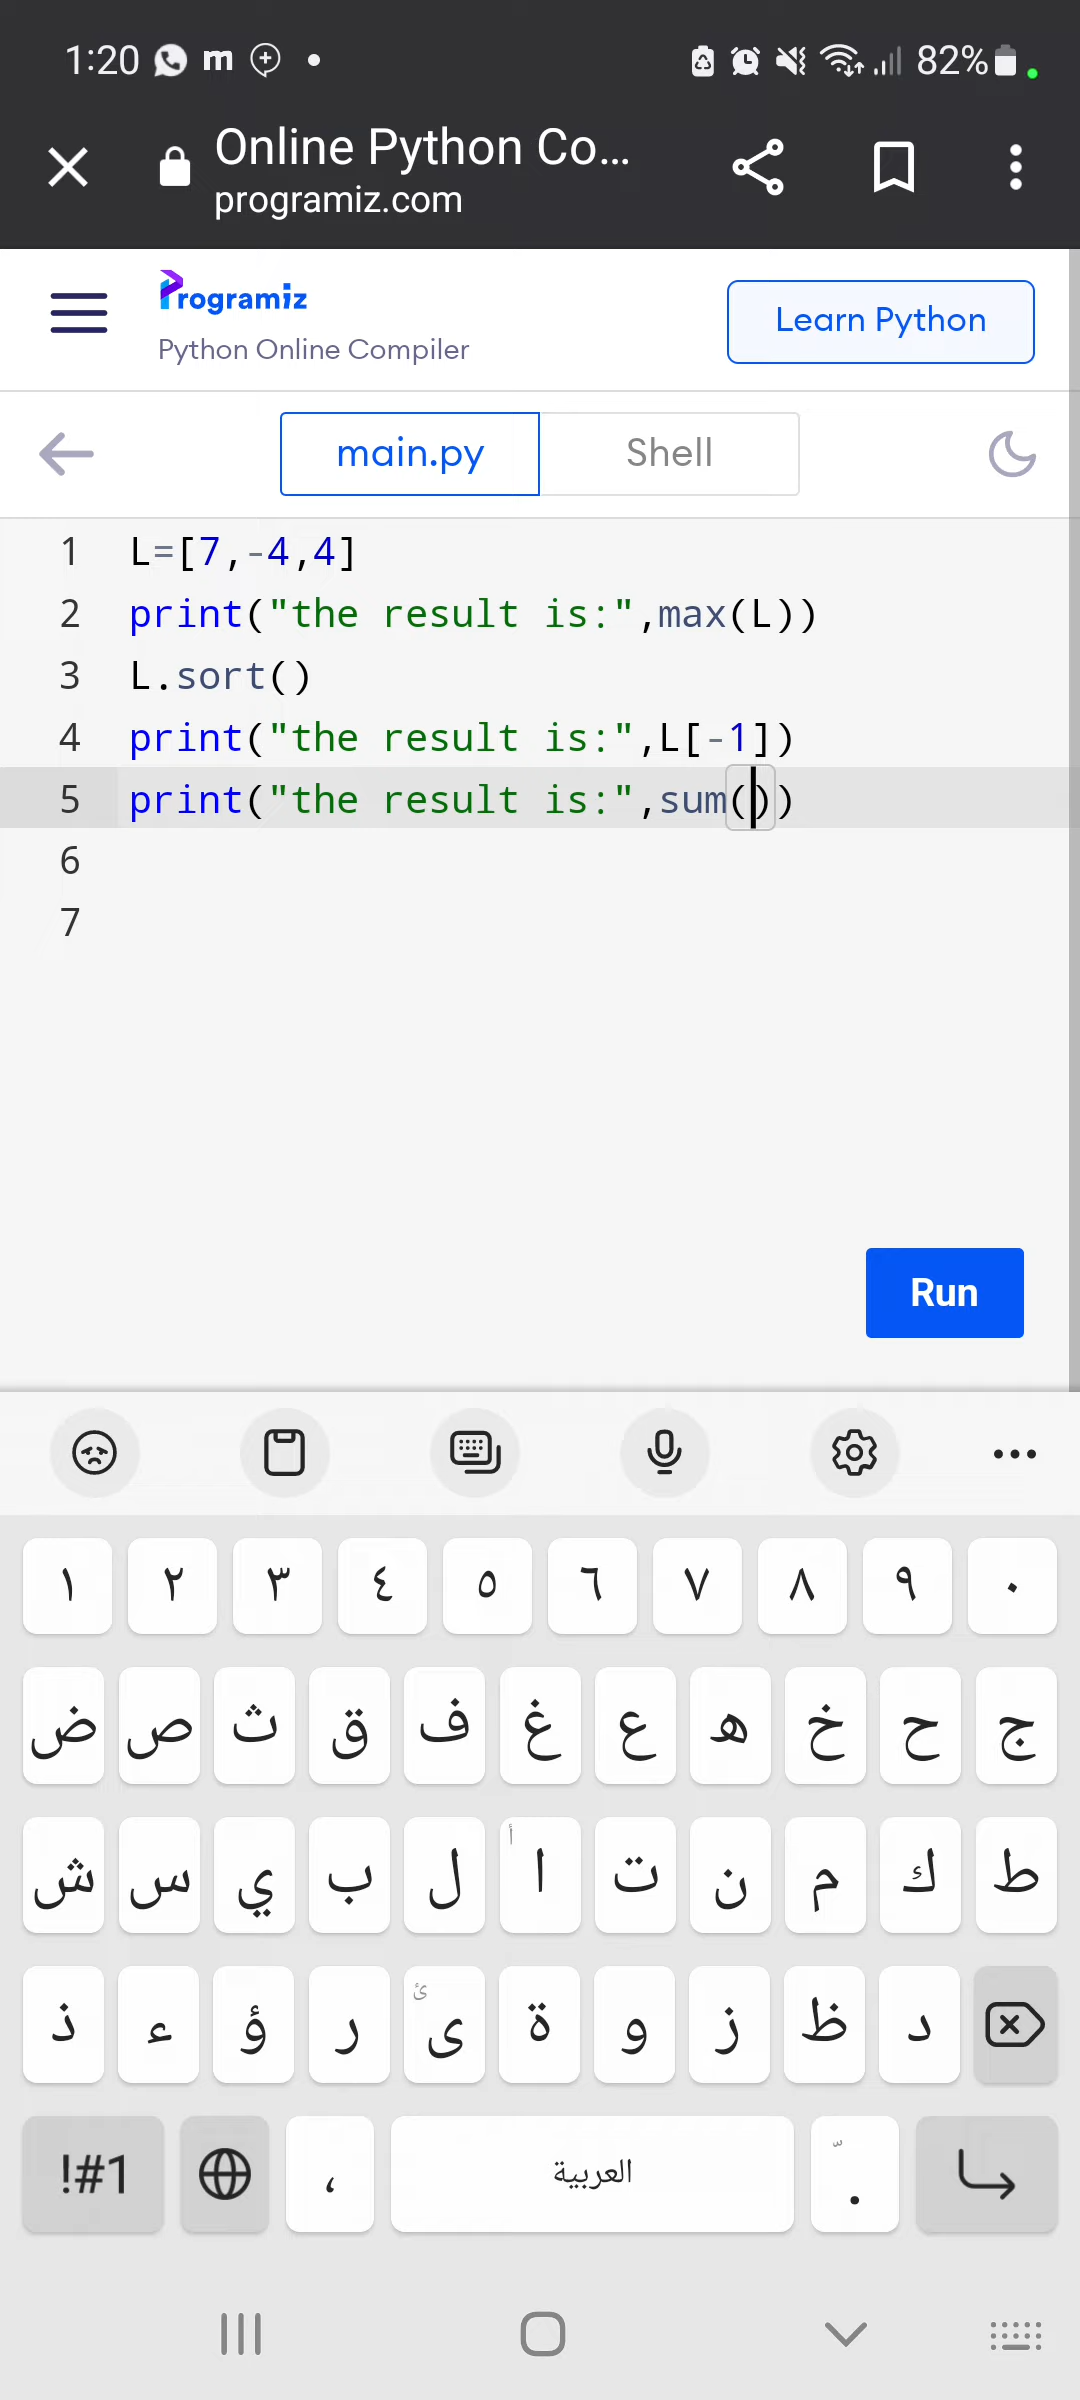 1:20 m 82%
Online Python Co...
programiz.com
Programiz
Python Online Compiler
Learn Python
main.py Shell
1 L=[7,-4,4]
2 print("the result is:",max(L))
3 L.sort()
4 print("the result is:",L[-1])
5 print("the result is:",sum())
6
7
Run
١ ٢ ٣ ٤ ٥ ٦ ٧ ٨ ٩ ٠
ض ص ث ق ف غ ع ه خ ح ج
ش س ي ب ل أ ا ت ن م ك ط
ذ ء ؤ ر ئ ى ة و ز ظ د
!#1 ، العربية .